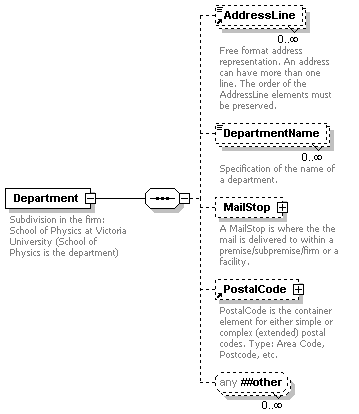 AddressLine
0..∞
Free format address
representation. An address
can have more than one
line. The order of the
AddressLine elements must
be preserved.
DepartmentName
0..∞
Specification of the name of
a department.
Department
Subdivision in the firm:
School of Physics at Victoria
University (School of
Physics is the department)
MailStop
A MailStop is where the the
mail is delivered to within a
premise/subpremise/firm or a
facility.
PostalCode
PostalCode is the container
element for either simple or
complex (extended) postal
codes. Type: Area Code,
Postcode, etc.
any ##other
0..∞